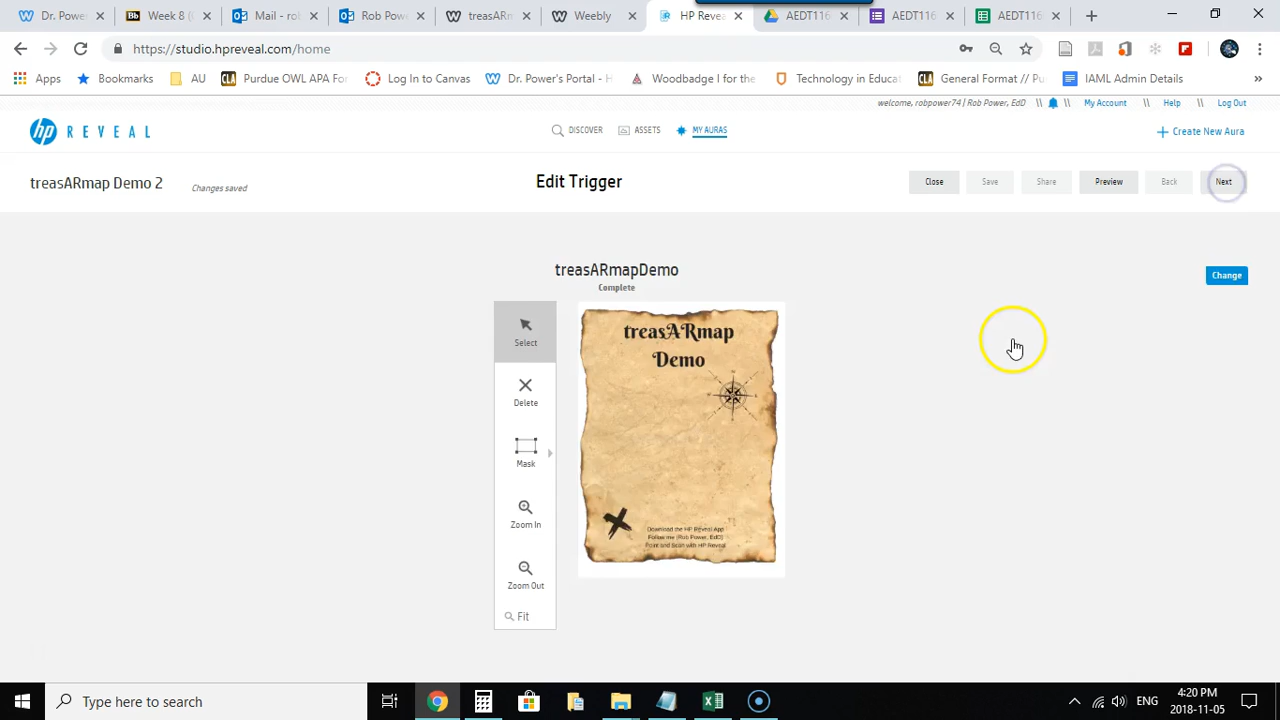 Dr. Powe
Weekly (
Mail - rob
Rob Powe
treasAR
Weebly
HP Revea
AEDT116
AEDT116
AEDT116
https://studio.hpreveal.com/home
Apps
Bookmarks
AU
Purdue OWL APA For
Log In to Canvas
Dr. Power's Portal - H
Woodbadge I for the
Technology in Educat
General Format // Pu
IAML Admin Details
»
welcome, robpower74 | Rob Power, EdD
\\
\\
My Account
\\
Help
\\
Log Out
hp REVEAL
DISCOVER
ASSETS
MY AURAS
+ Create New Aura
treasARmap Demo 2
Changes saved
Edit Trigger
Close
Save
Share
Preview
Back
Next
treasARmapDemo
Complete
Change
Select
Delete
Mask
Zoom In
Zoom Out
Fit
treasARmap
Demo
Download the HP Reveal App
Follow me (Rob Power, EdD)
Point and Scan with HP Reveal
Type here to search
ENG
4:20 PM
2018-11-05